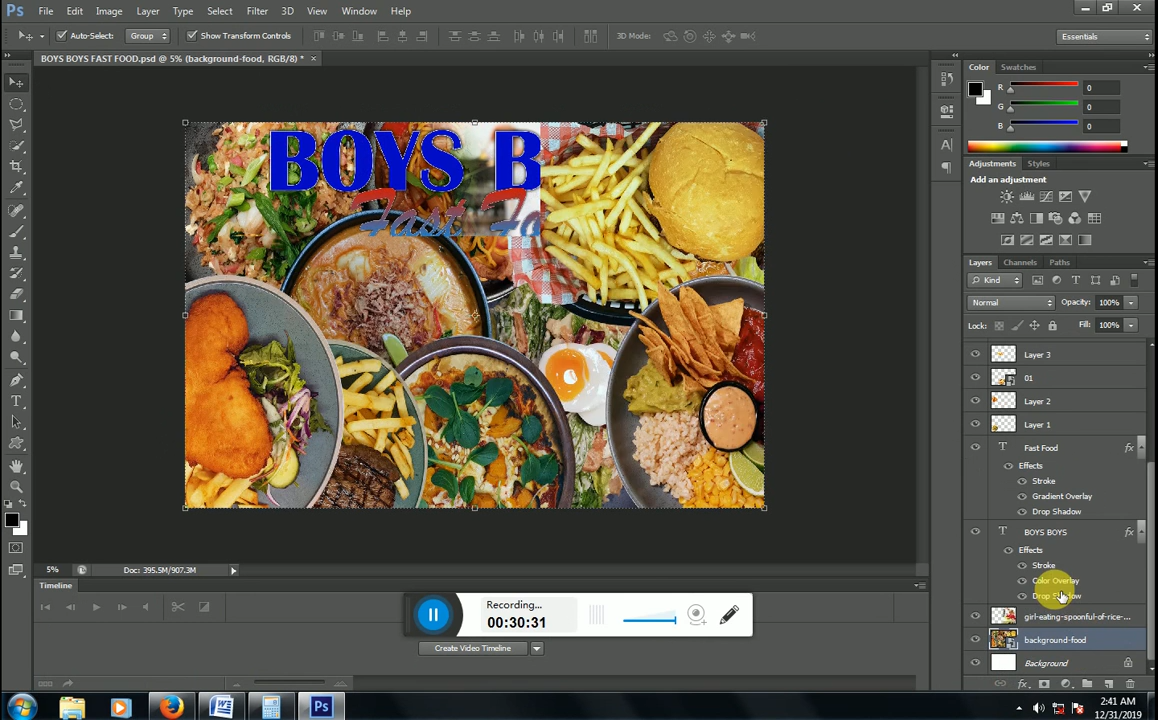 Ps File Edit Image Layer Type Select Filter 3D View Window Help
Auto-Select: Group Show Transform Controls 3D Mode: Essentials
BOYS BOYS FAST FOOD.psd @ 5% (background-food, RGB/8) * ×
Color Swatches
R 0
G 0
B 0
Adjustments Styles
Add an adjustment
Layers Channels Paths
Kind
Normal Opacity: 100%
Lock: Fill: 100%
Layer 3
01
Layer 2
Layer 1
T Fast Food fx
Effects
Stroke
Gradient Overlay
Drop Shadow
T BOYS BOYS fx
Effects
Stroke
Color Overlay
Drop Shadow
girl-eating-spoonful-of-rice-...
background-food
Background
BOYS B
Fast Fo
5% Doc: 395.5M/907.3M
Timeline
Recording...
00:30:31
Create Video Timeline
2:41 AM
12/31/2019